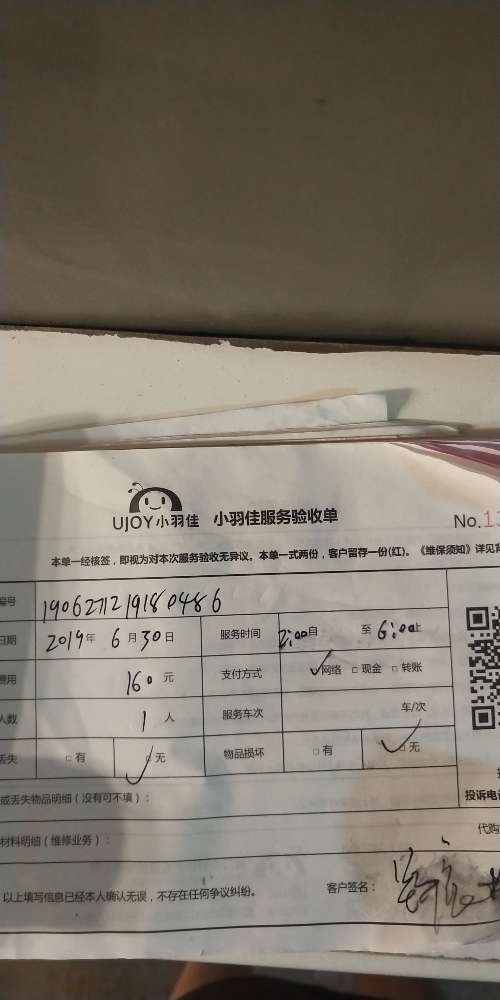 UJOY小羽佳 小羽佳服务验收单
No.13
本单一经核签，即视为对本次服务验收无异议。本单一式两份，客户留存一份(红)。《维保须知》详见背
编号 1906271219180486
日期 2019年 6月30日 服务时间 2:00自 至 6:00止
费用 160 元 支付方式 网络 □ 现金 □ 转账
人数 1 人 服务车次 车/次
丢失 □ 有 □ 无 物品损坏 □ 有 □ 无
或丢失物品明细（没有可不填）：
投诉电话
材料明细（维修业务）：
代购
以上填写信息已经本人确认无误，不存在任何争议纠纷。 客户签名：